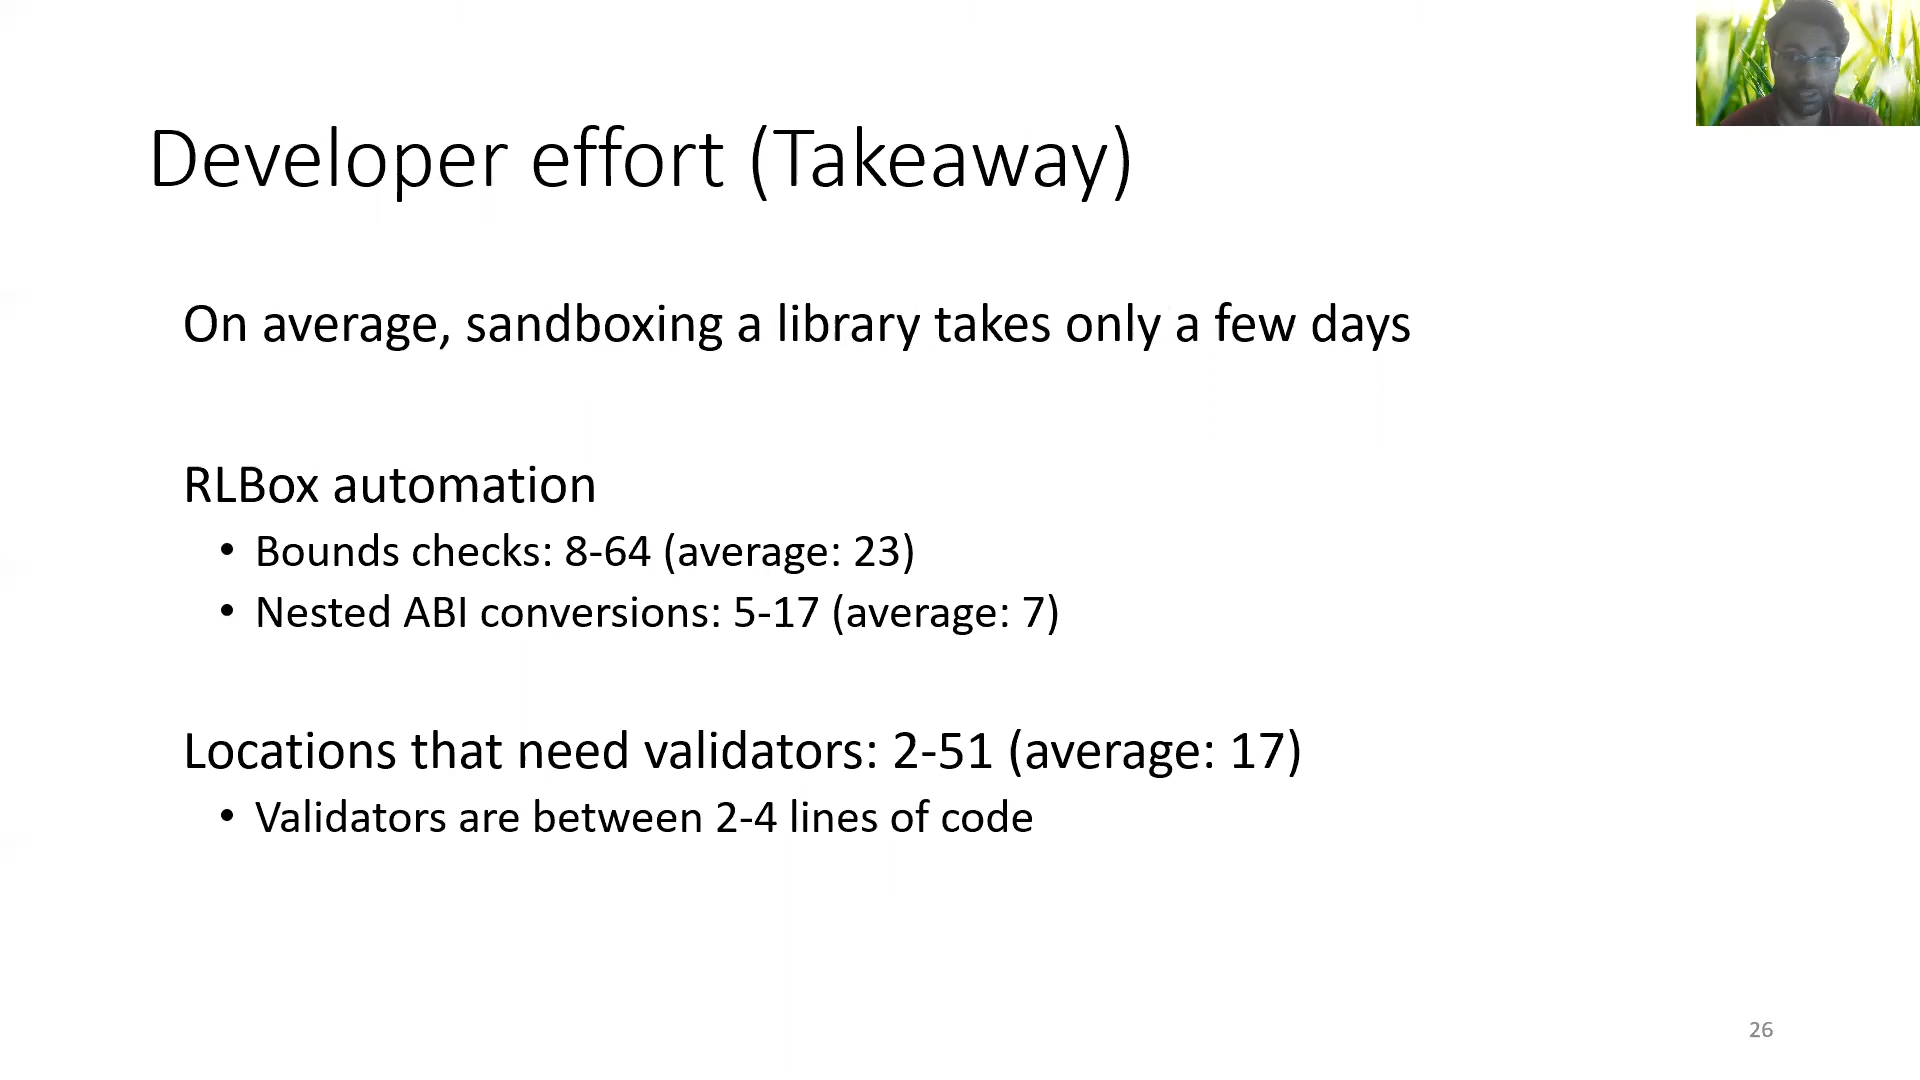 Developer effort (Takeaway)
On average, sandboxing a library takes only a few days
RLBox automation
• Bounds checks: 8-64 (average: 23)
• Nested ABI conversions: 5-17 (average: 7)
Locations that need validators: 2-51 (average: 17)
• Validators are between 2-4 lines of code
26